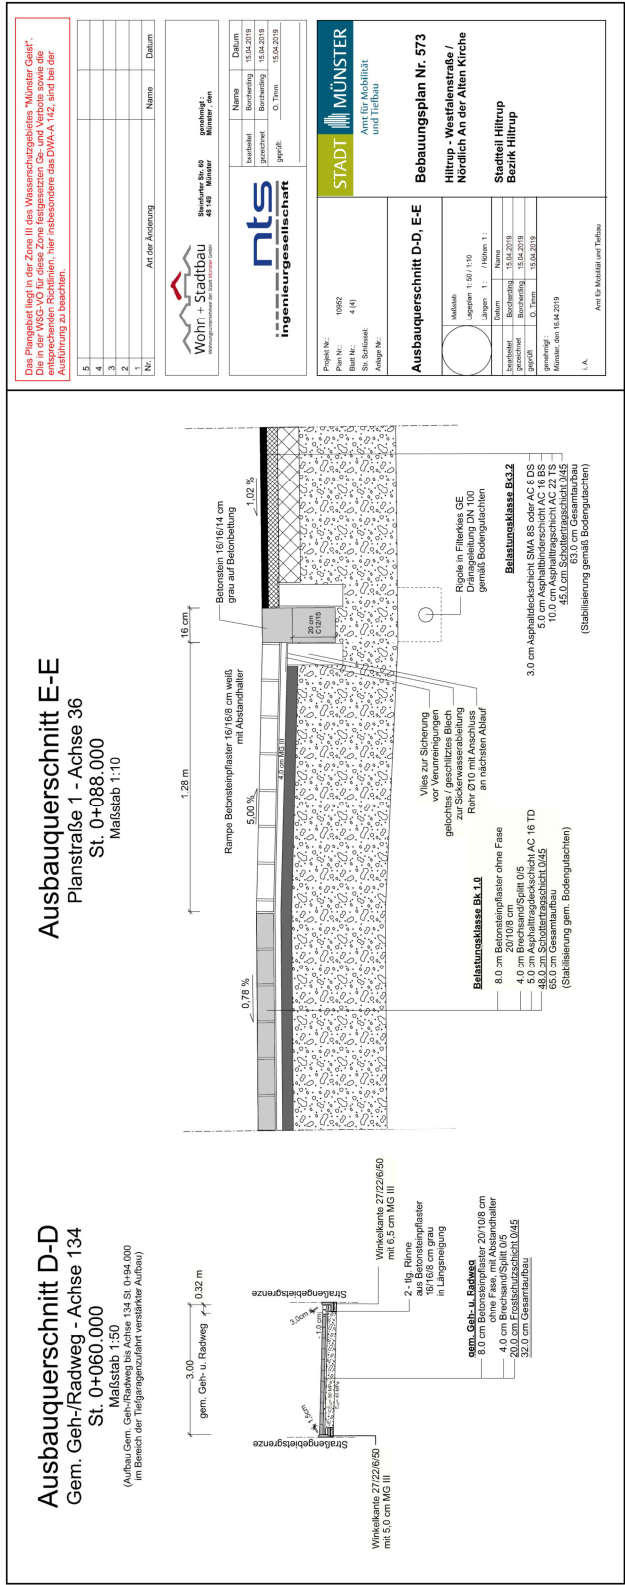 Ausbauquerschnitt D-D
Gem. Geh-/Radweg - Achse 134
St. 0+060.000
Maßstab 1:50
(Aufbau Gem. Geh-/Radweg bis Achse 134 St. 0+94.000
im Bereich der Tiefgaragenzufahrt verstärkter Aufbau)
3.00
0.32 m
gem. Geh- u. Radweg
Straßengebietsgrenze
Straßengebietsgrenze
1,5cm
3,0cm
1,0 cm
Winkelkante 27/22/6/50
mit 5,0 cm MG III
Winkelkante 27/22/6/50
mit 6,5 cm MG III
2 - tlg. Rinne
aus Betonsteinpflaster
16/16/8 cm grau
in Längsneigung
gem. Geh- u. Radweg
8.0 cm Betonsteinpflaster 20/10/8 cm
ohne Fase, mit Abstandhalter
4.0 cm Brechsand/Splitt 0/5
20.0 cm Frostschutzschicht 0/45
32.0 cm Gesamtaufbau
Ausbauquerschnitt E-E
Planstraße 1 - Achse 36
St. 0+088.000
Maßstab 1:10
1.28 m
16 cm
0,78 %
5,00 %
1,02 %
Rampe Betonsteinpflaster 16/16/8 cm weiß
mit Abstandhalter
Betonstein 16/16/14 cm
grau auf Betonbettung
4.0 cm MG III
20 cm
C12/15
Vlies zur Sicherung
vor Verunreinigungen
gelochtes / geschlitztes Blech
zur Sickerwasserableitung
Rohr Ø10 mit Anschluss
an nächsten Ablauf
Rigole in Filterkies GE
Dränageleitung DN 100
gemäß Bodengutachten
Belastungsklasse Bk 1.0
8.0 cm Betonsteinpflaster ohne Fase
20/10/8 cm
4.0 cm Brechsand/Splitt 0/5
5.0 cm Asphalttragdeckschicht AC 16 TD
48.0 cm Schottertragschicht 0/45
65.0 cm Gesamtaufbau
(Stabilisierung gem. Bodengutachten)
Belastungsklasse Bk3.2
3.0 cm Asphaltdeckschicht SMA 8S oder AC 8 DS
5.0 cm Asphaltbinderschicht AC 16 BS
10.0 cm Asphalttragschicht AC 22 TS
45.0 cm Schottertragschicht 0/45
63.0 cm Gesamtaufbau
(Stabilisierung gemäß Bodengutachten)
Das Plangebiet liegt in der Zone III des Wasserschutzgebietes "Münster Geist".
Die in der WSG-VO für diese Zone festgesetzten Ge- und Verbote sowie die
entsprechenden Richtlinien, hier insbesondere das DWA-A 142, sind bei der
Ausführung zu beachten.
5
4
3
2
1
Nr. Art der Änderung Name Datum
Wohn + Stadtbau
Wohnungsunternehmen der Stadt Münster GmbH
Steinfurter Str. 60
48 149 Münster
genehmigt :
Münster , den
nts
Ingenieurgesellschaft
Name Datum
bearbeitet Borcherding 15.04.2019
gezeichnet Borcherding 15.04.2019
geprüft: O. Timm 15.04.2019
Projekt Nr.:
Plan Nr.: 10952
Blatt Nr.: 4 (4)
Str.-Schlüssel:
Anlage Nr.:
STADT MÜNSTER
Amt für Mobilität
und Tiefbau
Ausbauquerschnitt D-D, E-E
Bebauungsplan Nr. 573
Maßstab:
Lageplan 1: 50 / 1:10
Längen 1 : / Höhen 1 :
Datum Name
bearbeitet Borcherding 15.04.2019
gezeichnet Borcherding 15.04.2019
geprüft O. Timm 15.04.2019
genehmigt :
Münster, den 16.04.2019
i. A.
Amt für Mobilität und Tiefbau
Hiltrup - Westfalenstraße /
Nördlich An der Alten Kirche
Stadtteil Hiltrup
Bezirk Hiltrup